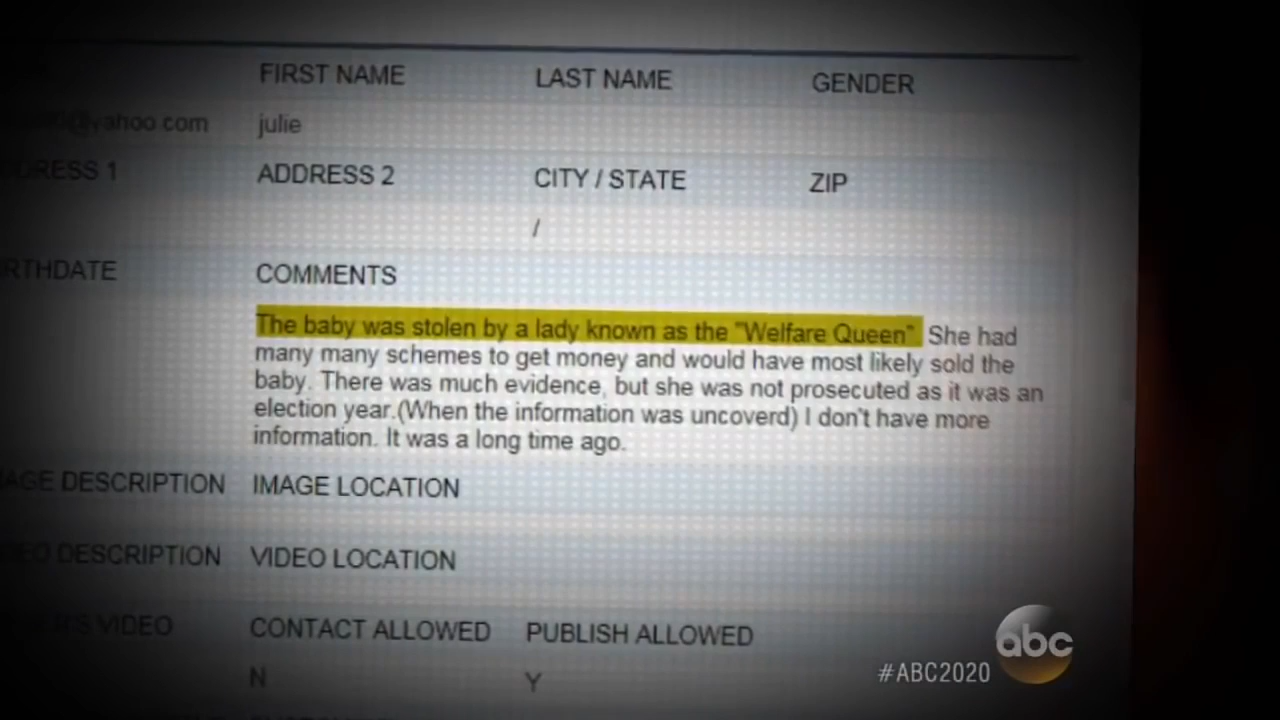 FIRST NAME LAST NAME GENDER
@yahoo.com julie
ADDRESS 2 CITY / STATE ZIP
/
COMMENTS
The baby was stolen by a lady known as the "Welfare Queen". She had
many many schemes to get money and would have most likely sold the
baby. There was much evidence, but she was not prosecuted as it was an
election year.(When the information was uncoverd) I don't have more
information. It was a long time ago.
DESCRIPTION IMAGE LOCATION
DESCRIPTION VIDEO LOCATION
VIDEO CONTACT ALLOWED PUBLISH ALLOWED
N Y
abc
#ABC2020